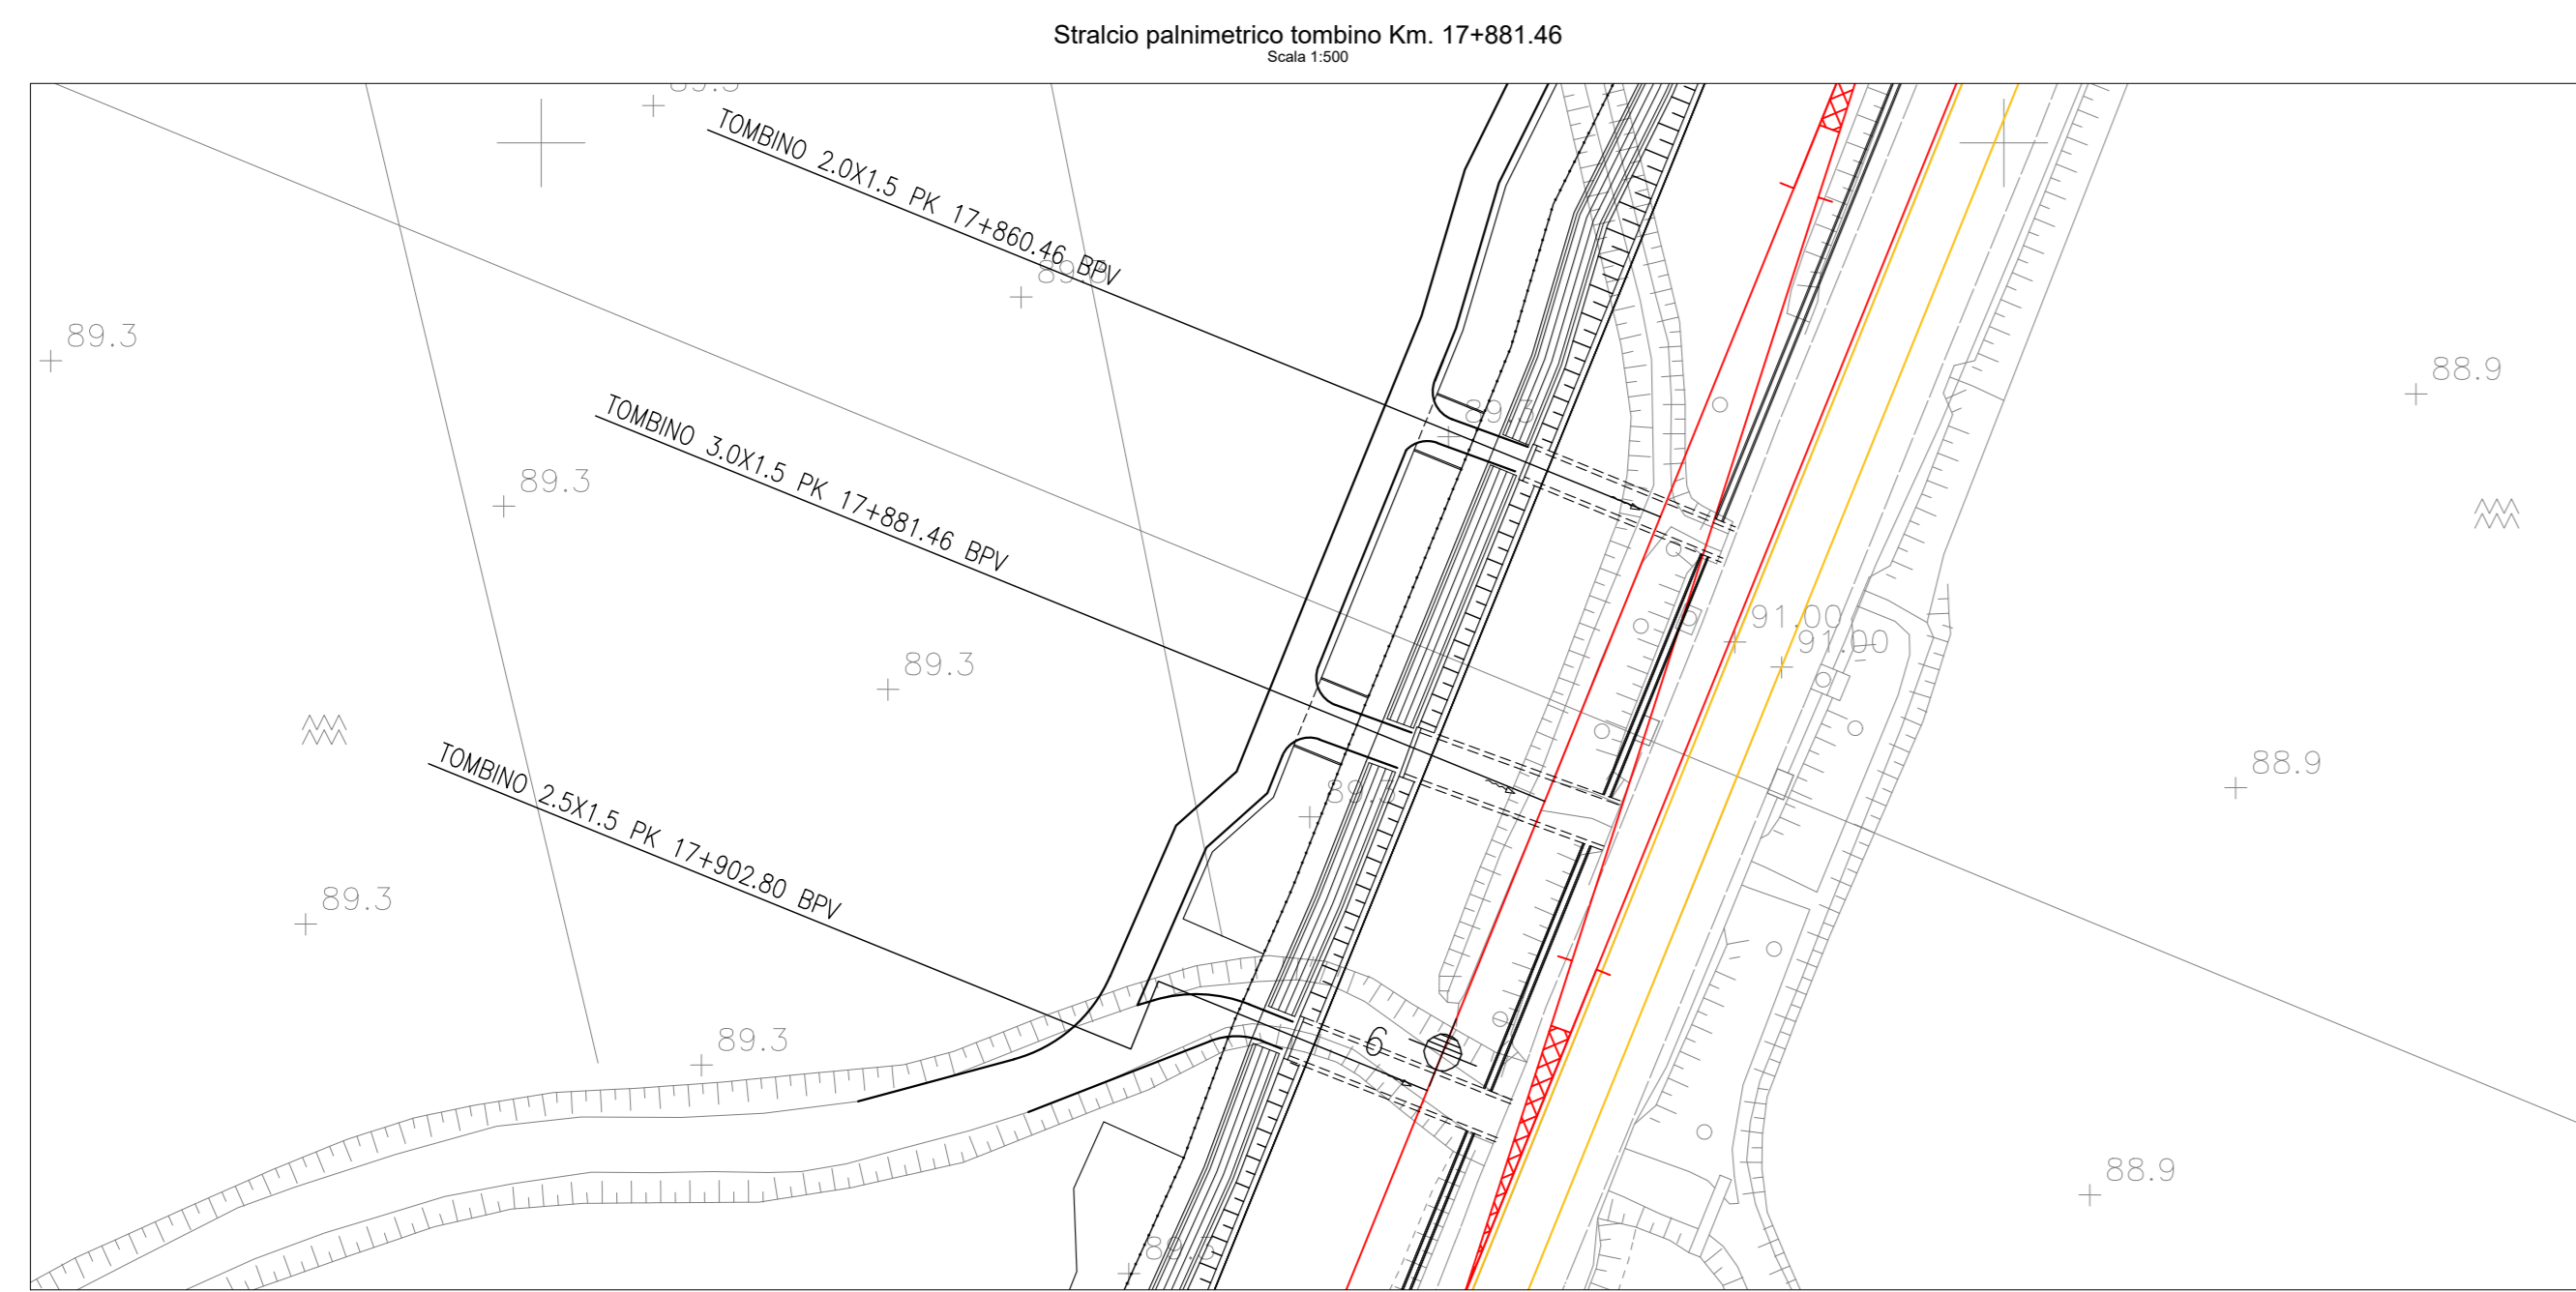 Stralcio palnimetrico tombino Km. 17+881.46
Scala 1:500
TOMBINO 2.0X1.5 PK 17+860.46 BPV
89.3
88.9
89.3
TOMBINO 3.0X1.5 PK 17+881.46 BPV
89.3
91.00
91.00
89.3
88.9
TOMBINO 2.5X1.5 PK 17+902.80 BPV
89.3
89.3
6
88.9